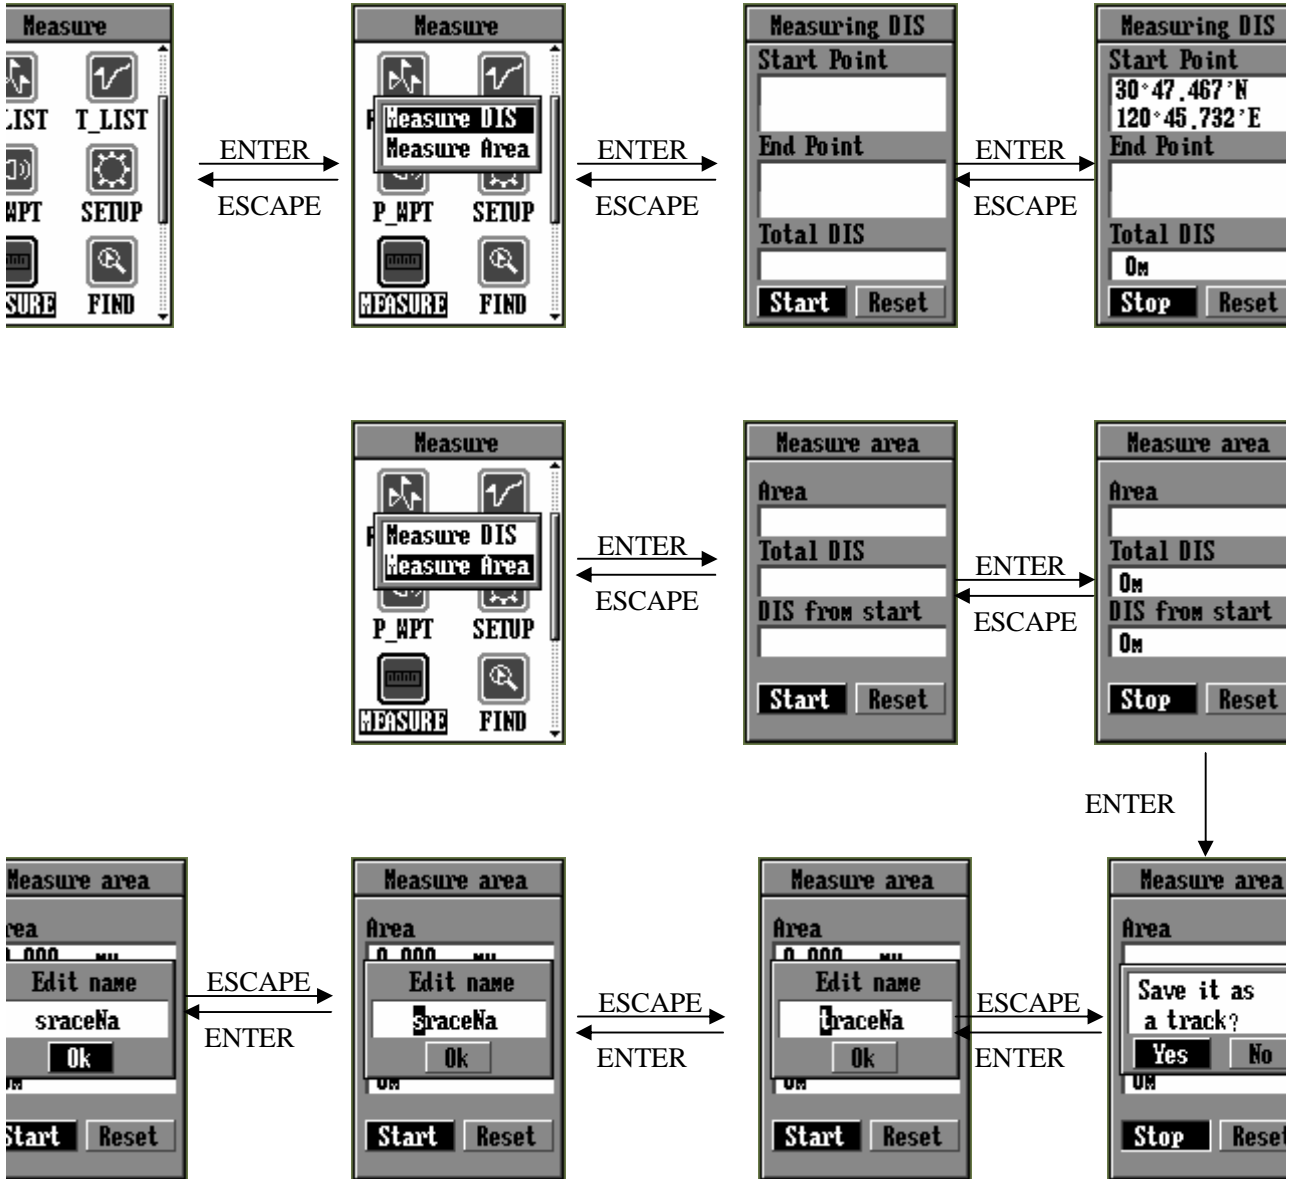 Measure
Measure
Measuring DIS
Measuring DIS
T_LIST
SETUP
FIND
ENTER
ESCAPE
Measure DIS
Measure Area
P_WPT
SETUP
MEASURE
FIND
ENTER
ESCAPE
Start Point
End Point
Total DIS
Start Reset
ENTER
ESCAPE
Start Point
30°47.467'N
120°45.732'E
End Point
Total DIS
0m
Stop Reset
Measure
Measure DIS
Measure Area
P_WPT SETUP
MEASURE FIND
ENTER
ESCAPE
Measure area
Area
Total DIS
DIS from start
Start Reset
ENTER
ESCAPE
Measure area
Area
Total DIS
0m
DIS from start
0m
Stop Reset
ENTER
Measure area
Edit name
sraceNa
Ok
Start Reset
ESCAPE
ENTER
Measure area
Area
Edit name
sraceNa
Ok
Start Reset
ESCAPE
ENTER
Measure area
Area
Edit name
traceNa
Ok
Start Reset
ESCAPE
ENTER
Measure area
Area
Save it as
a track?
Yes No
Stop Reset